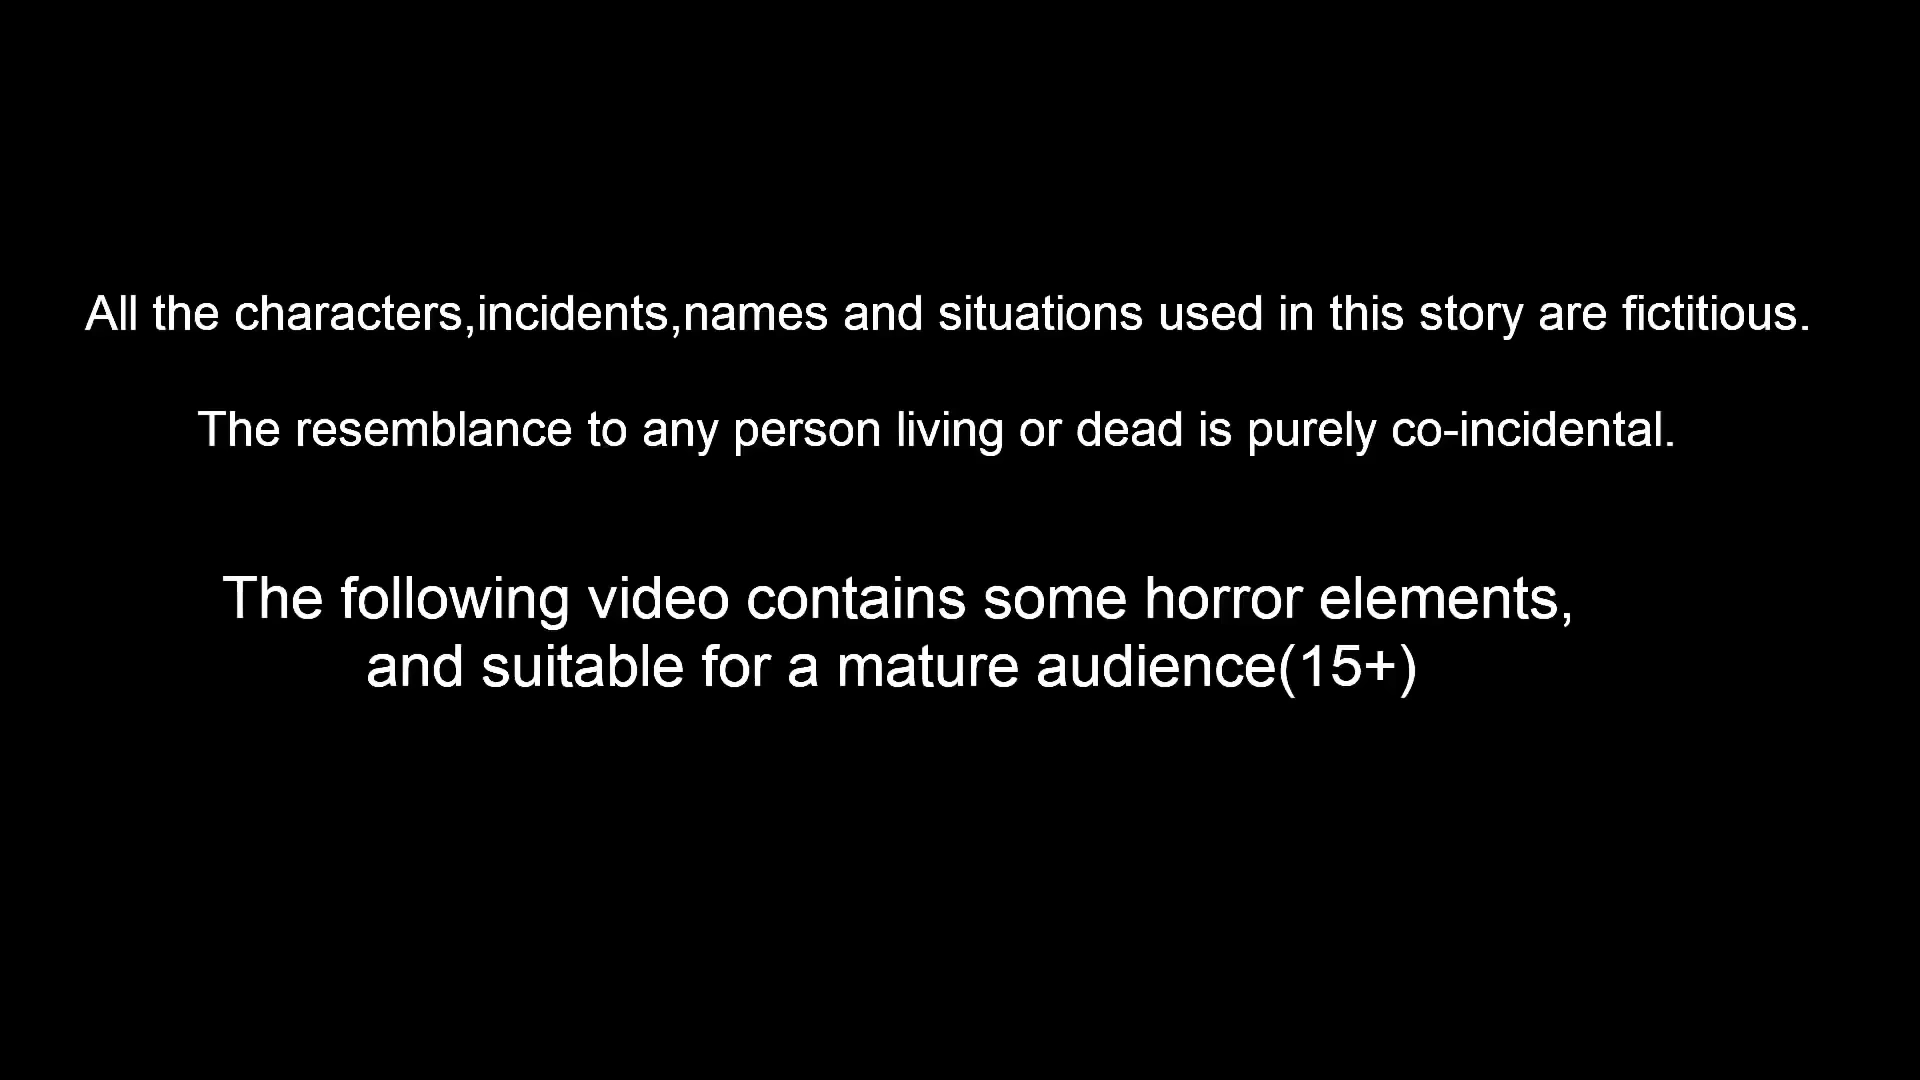 All the characters,incidents,names and situations used in this story are fictitious.
The resemblance to any person living or dead is purely co-incidental.
The following video contains some horror elements,
and suitable for a mature audience(15+)